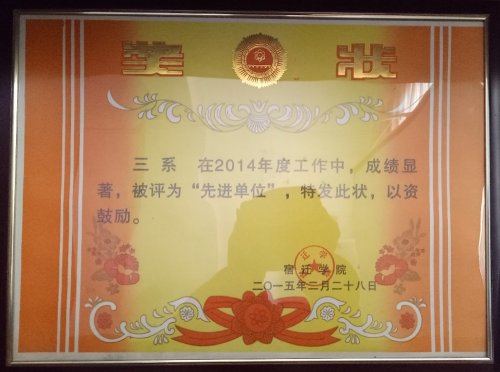 奖 状
三 系 在2014年度工作中，成绩显
著，被评为“先进单位”，特发此状，以资
鼓励。
宿 迁 学 院
二〇一五年二月二十八日